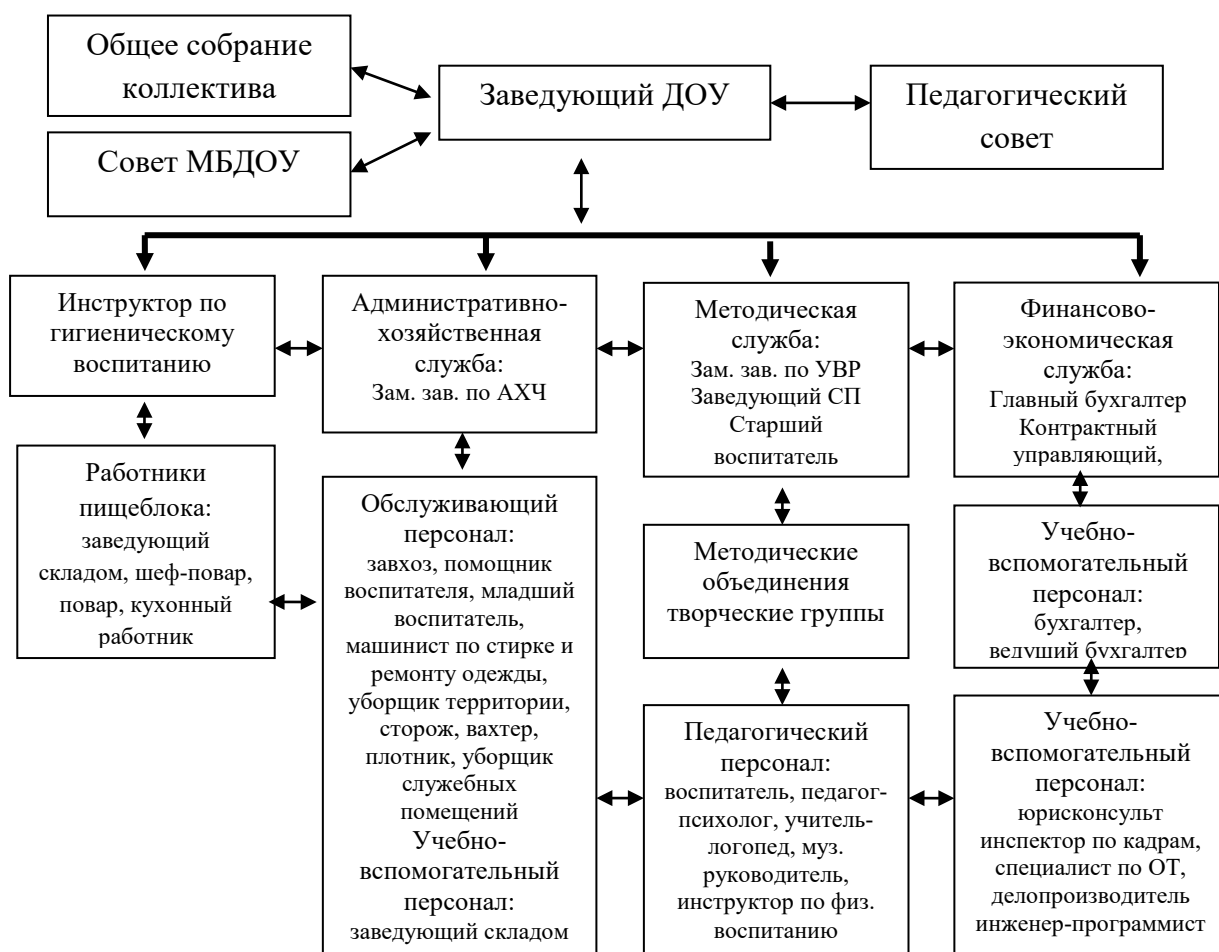 Общее собрание
коллектива
Заведующий ДОУ
Педагогический
совет
Совет МБДОУ
Инструктор по
гигиеническому
воспитанию
Административно-
хозяйственная
служба:
Зам. зав. по АХЧ
Методическая
служба:
Зам. зав. по УВР
Заведующий СП
Старший
воспитатель
Финансово-
экономическая
служба:
Главный бухгалтер
Контрактный
управляющий,
Работники
пищеблока:
заведующий
складом, шеф-повар,
повар, кухонный
работник
Обслуживающий
персонал:
завхоз, помощник
воспитателя, младший
воспитатель,
машинист по стирке и
ремонту одежды,
уборщик территории,
сторож, вахтер,
плотник, уборщик
служебных
помещений
Учебно-
вспомогательный
персонал:
заведующий складом
Методические
объединения
творческие группы
Учебно-
вспомогательный
персонал:
бухгалтер,
ведущий бухгалтер
Педагогический
персонал:
воспитатель, педагог-
психолог, учитель-
логопед, муз.
руководитель,
инструктор по физ.
воспитанию
Учебно-
вспомогательный
персонал:
юрисконсульт
инспектор по кадрам,
специалист по ОТ,
делопроизводитель
инженер-программист